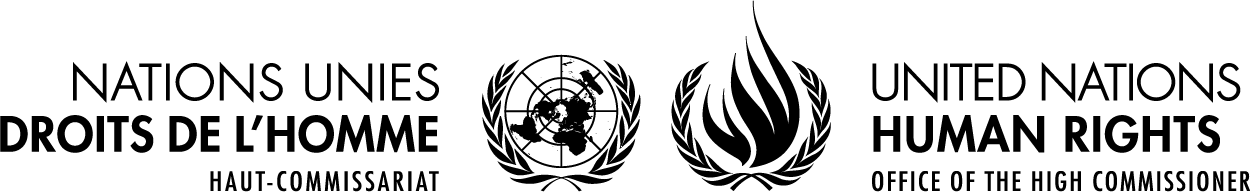 NATIONS UNIES
DROITS DE L'HOMME
HAUT-COMMISSARIAT
UNITED NATIONS
HUMAN RIGHTS
OFFICE OF THE HIGH COMMISSIONER